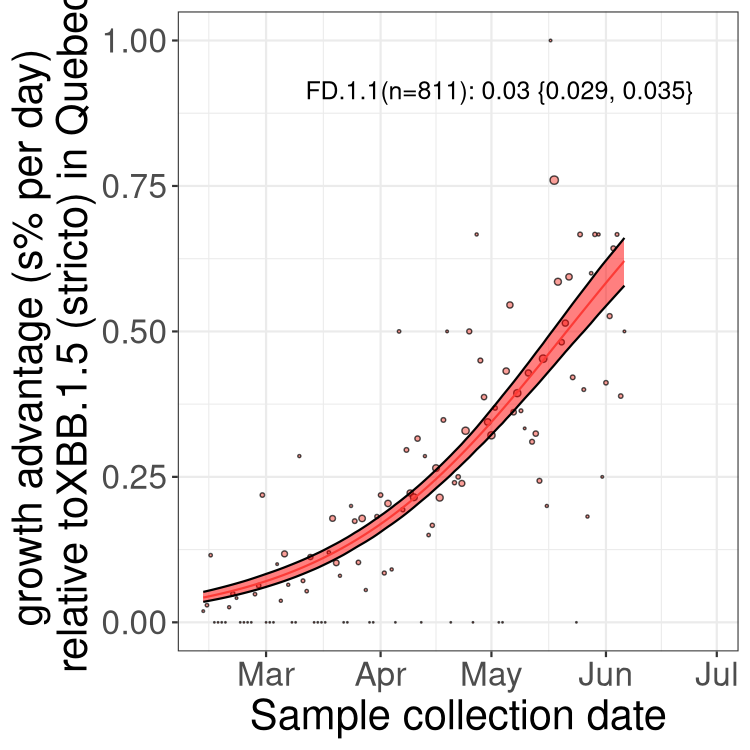 growth advantage (s% per day)
relative toXBB.1.5 (stricto) in Quebec
1.00
0.75
0.50
0.25
0.00
FD.1.1(n=811): 0.03 {0.029, 0.035}
Mar Apr May Jun Jul
Sample collection date